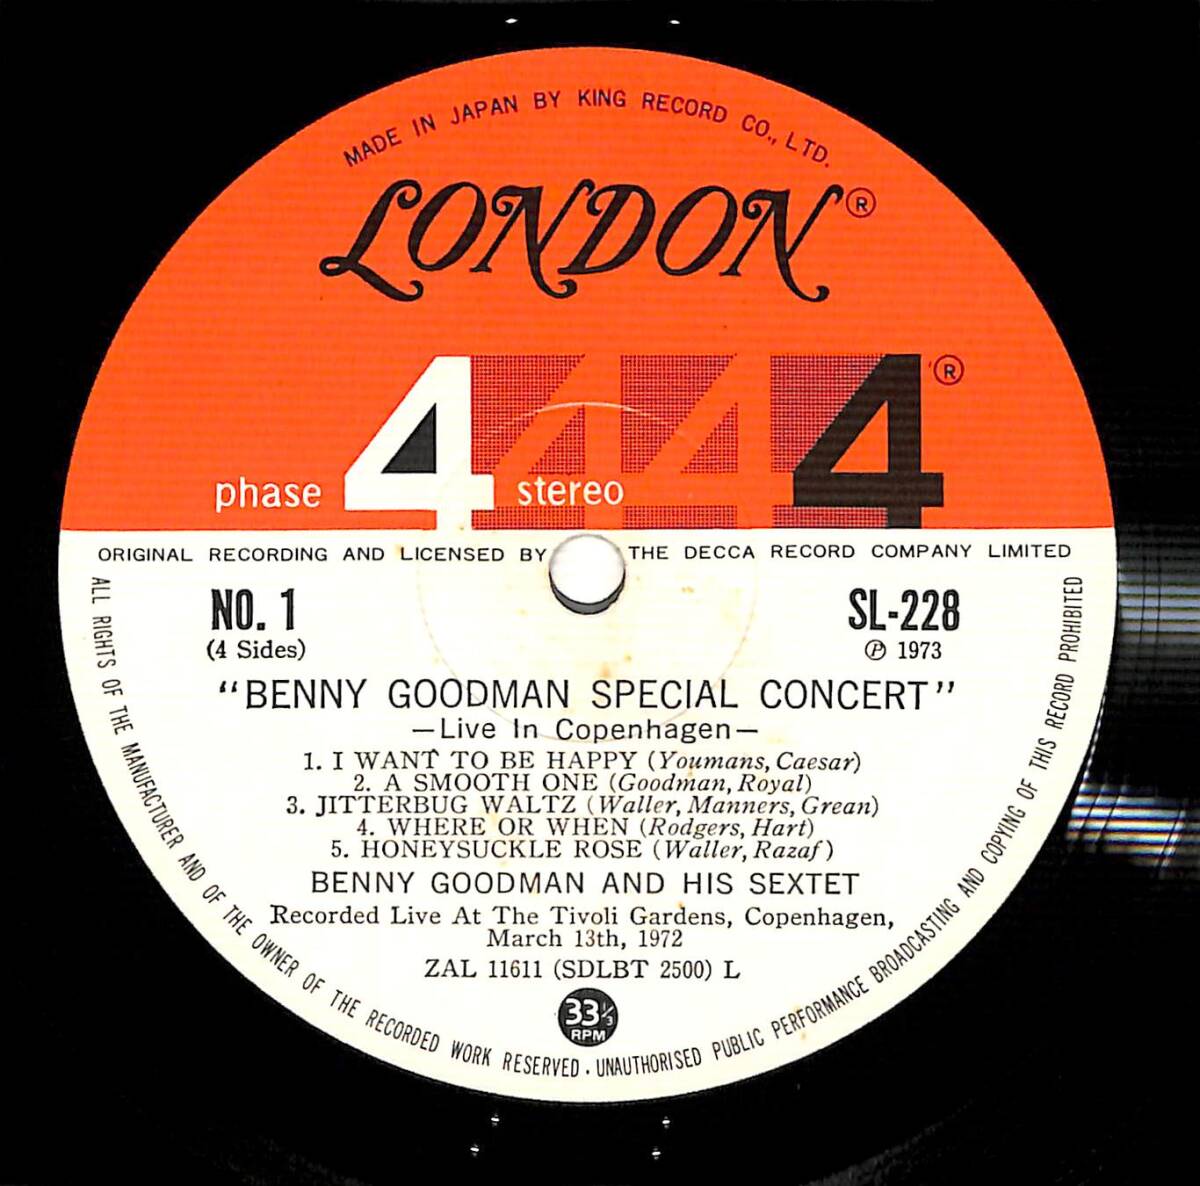 MADE IN JAPAN BY KING RECORD CO., LTD.
LONDON®
4 4 4 4 ®
phase stereo
ORIGINAL RECORDING AND LICENSED BY THE DECCA RECORD COMPANY LIMITED
NO. 1 SL-228
(4 Sides) Ⓟ 1973
"BENNY GOODMAN SPECIAL CONCERT"
—Live In Copenhagen—
1. I WANT TO BE HAPPY (Youmans, Caesar)
2. A SMOOTH ONE (Goodman, Royal)
3. JITTERBUG WALTZ (Waller, Manners, Grean)
4. WHERE OR WHEN (Rodgers, Hart)
5. HONEYSUCKLE ROSE (Waller, Razaf)
BENNY GOODMAN AND HIS SEXTET
Recorded Live At The Tivoli Gardens, Copenhagen,
March 13th, 1972
ZAL 11611 (SDLBT 2500) L
33⅓
RPM
ALL RIGHTS OF THE MANUFACTURER AND OF THE OWNER OF THE RECORDED WORK RESERVED . UNAUTHORISED PUBLIC PERFORMANCE BROADCASTING AND COPYING OF THIS RECORD PROHIBITED